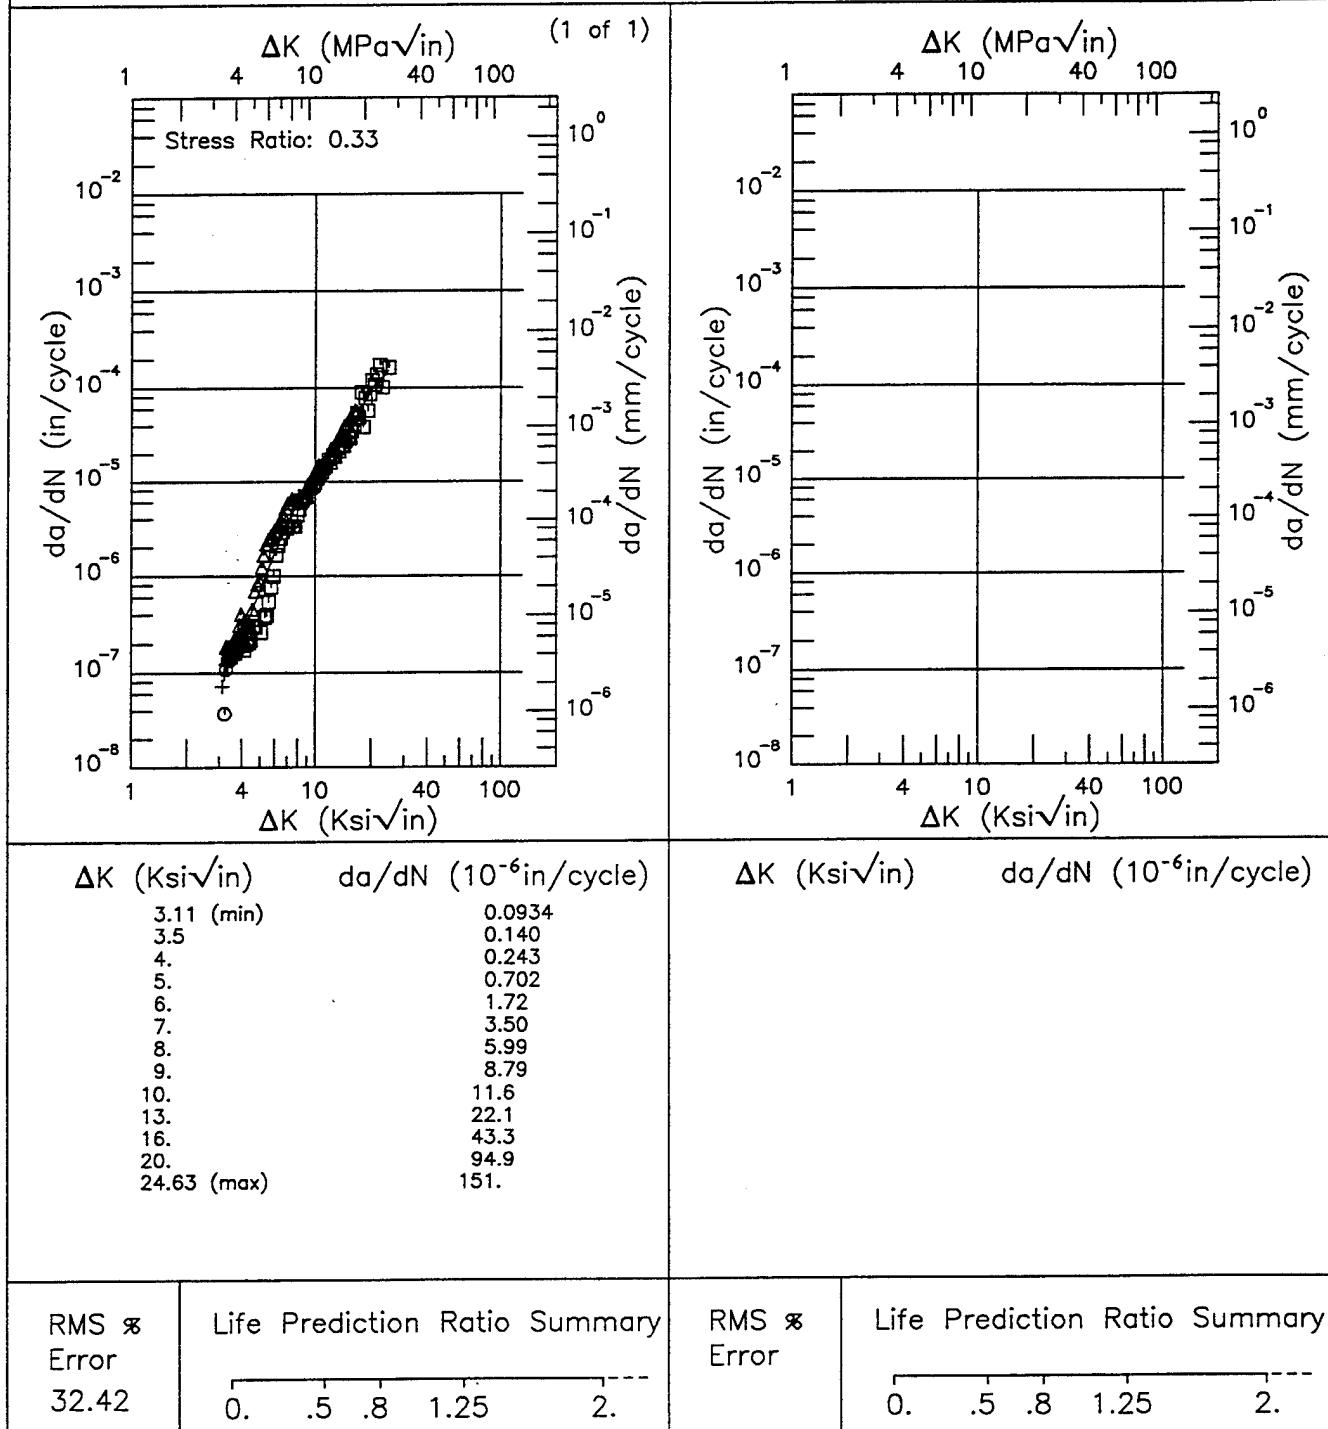 (1 of 1)
ΔK (MPa√in)
1 4 10 40 100
Stress Ratio: 0.33
10⁰
10⁻²
10⁻¹
10⁻³
10⁻²
10⁻⁴
10⁻³
10⁻⁵
10⁻⁴
10⁻⁶
10⁻⁵
10⁻⁷
10⁻⁶
10⁻⁸
da/dN (in/cycle)
da/dN (mm/cycle)
1 4 10 40 100
ΔK (Ksi√in)
ΔK (MPa√in)
1 4 10 40 100
10⁰
10⁻²
10⁻¹
10⁻³
10⁻²
10⁻⁴
10⁻³
10⁻⁵
10⁻⁴
10⁻⁶
10⁻⁵
10⁻⁷
10⁻⁶
10⁻⁸
da/dN (in/cycle)
da/dN (mm/cycle)
1 4 10 40 100
ΔK (Ksi√in)
ΔK (Ksi√in) da/dN (10⁻⁶in/cycle)
3.11 (min) 0.0934
3.5 0.140
4. 0.243
5. 0.702
6. 1.72
7. 3.50
8. 5.99
9. 8.79
10. 11.6
13. 22.1
16. 43.3
20. 94.9
24.63 (max) 151.
ΔK (Ksi√in) da/dN (10⁻⁶in/cycle)
RMS %
Error
32.42
Life Prediction Ratio Summary
0. .5 .8 1.25 2.
RMS %
Error
Life Prediction Ratio Summary
0. .5 .8 1.25 2.